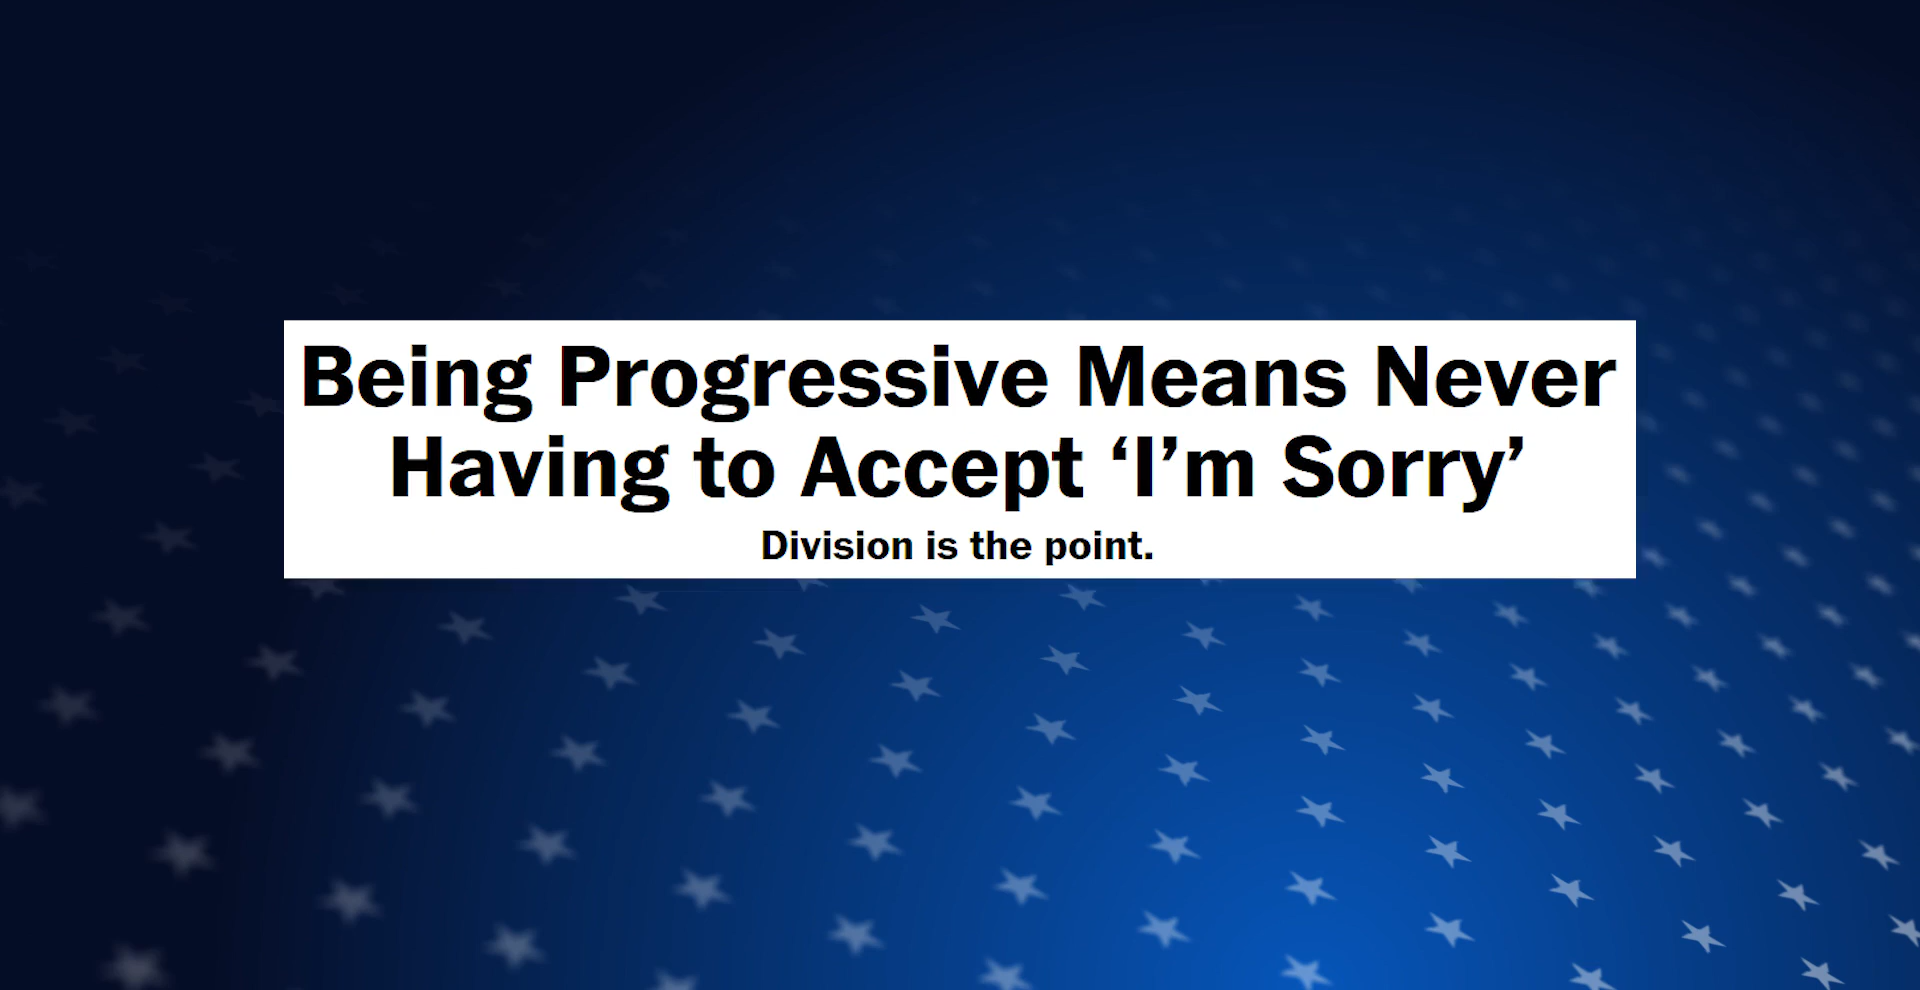 Being Progressive Means Never
Having to Accept ‘I’m Sorry’
Division is the point.